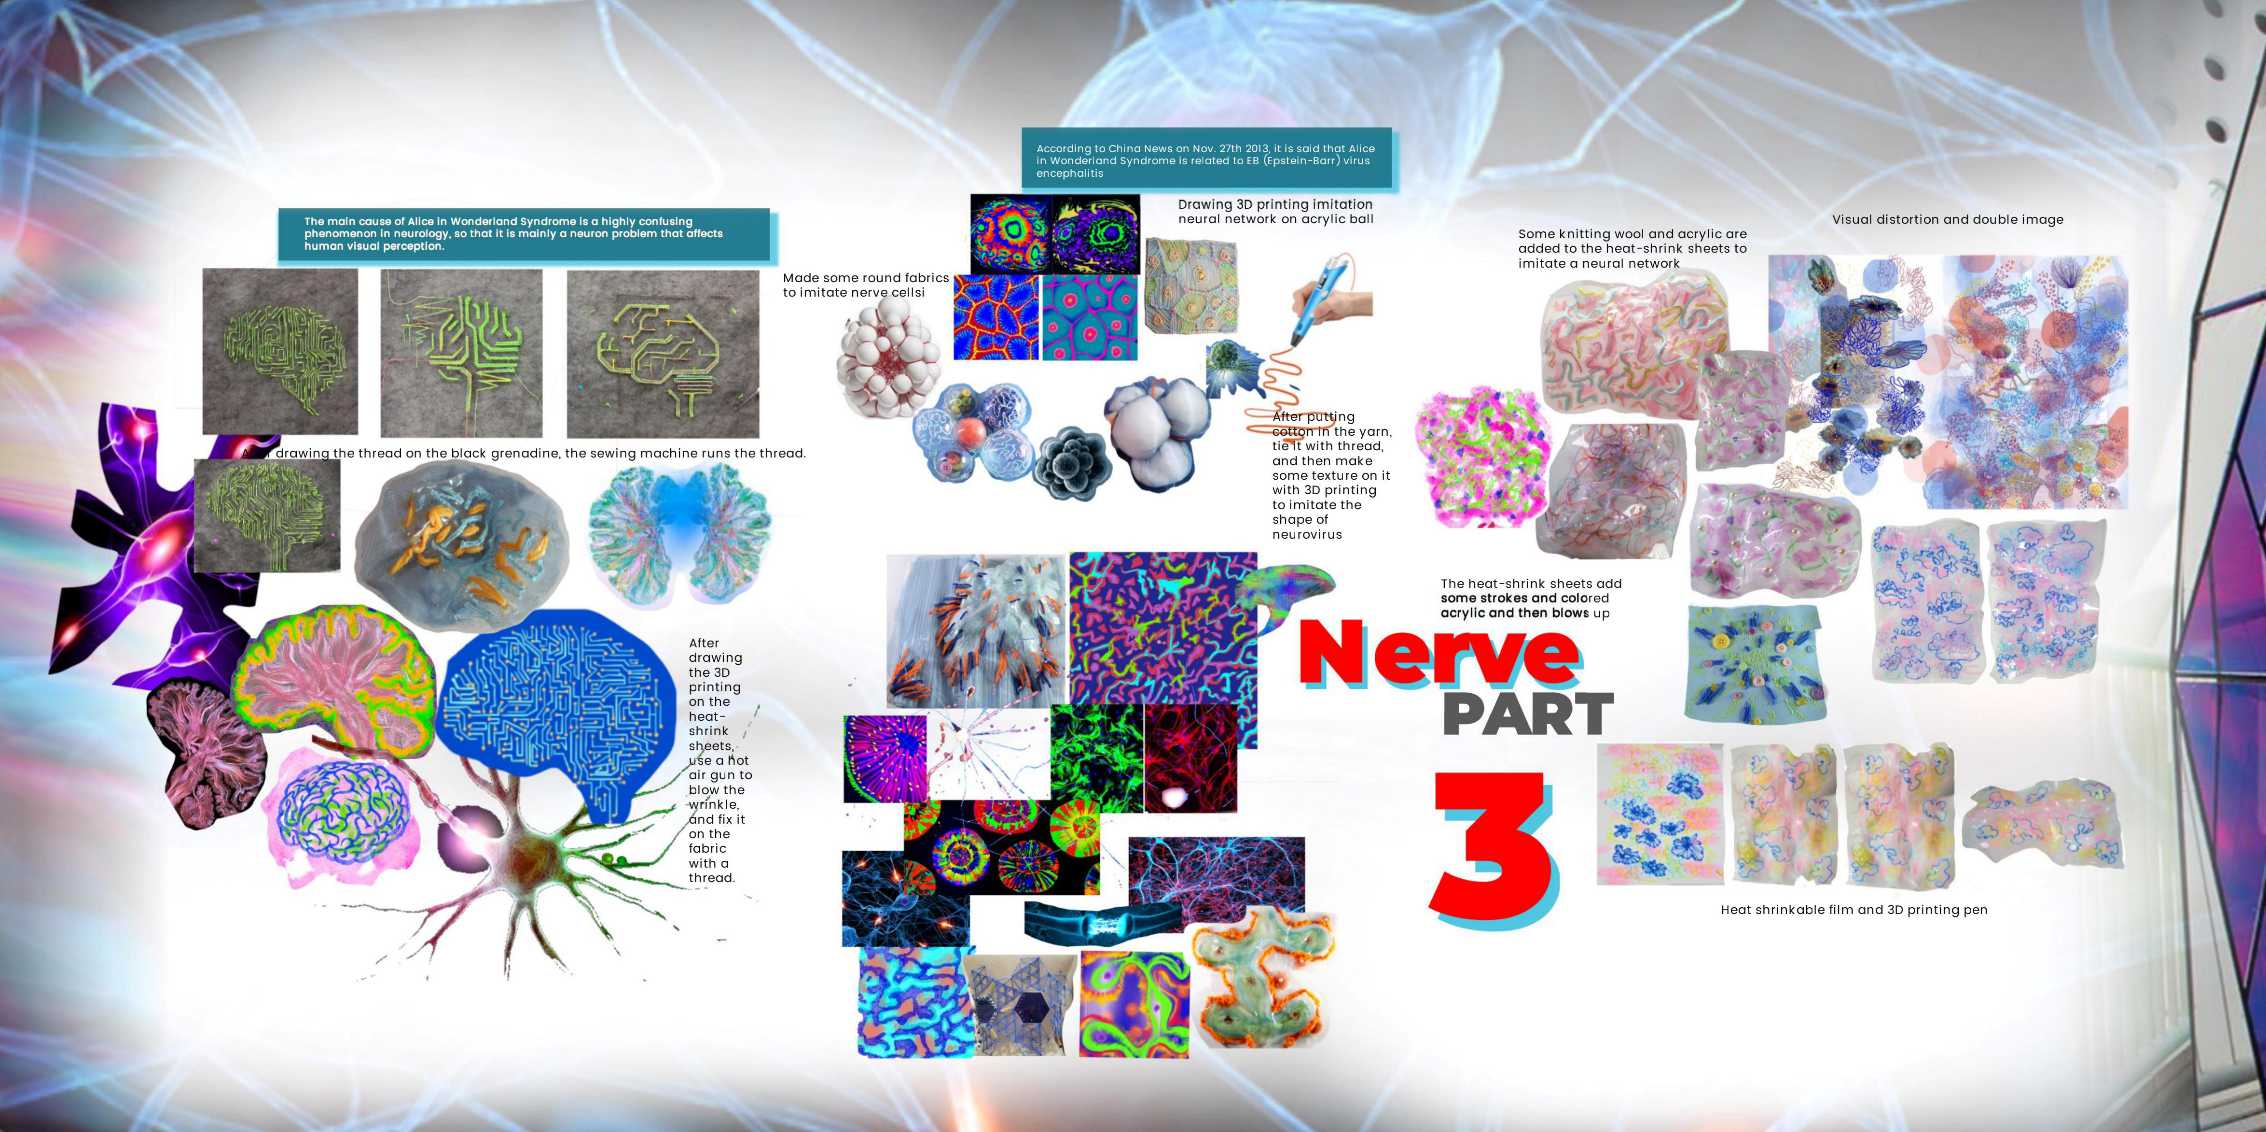 The main cause of Alice in Wonderland Syndrome is a highly confusing
phenomenon in neurology, so that it is mainly a neuron problem that affects
human visual perception.
drawing the thread on the black grenadine, the sewing machine runs the thread.
After
drawing
the 3D
printing
on the
heat-
shrink
sheets,
use a hot
air gun to
blow the
wrinkle,
and fix it
on the
fabric
with a
thread.
Made some round fabrics
to imitate nerve cellsi
According to China News on Nov. 27th 2013, it is said that Alice
in Wonderland Syndrome is related to EB (Epstein-Barr) virus
encephalitis
Drawing 3D printing imitation
neural network on acrylic ball
After putting
cotton in the yarn,
tie it with thread,
and then make
some texture on it
with 3D printing
to imitate the
shape of
neurovirus
Some knitting wool and acrylic are
added to the heat-shrink sheets to
imitate a neural network
Visual distortion and double image
The heat-shrink sheets add
some strokes and colored
acrylic and then blows up
Nerve
PART
3
Heat shrinkable film and 3D printing pen